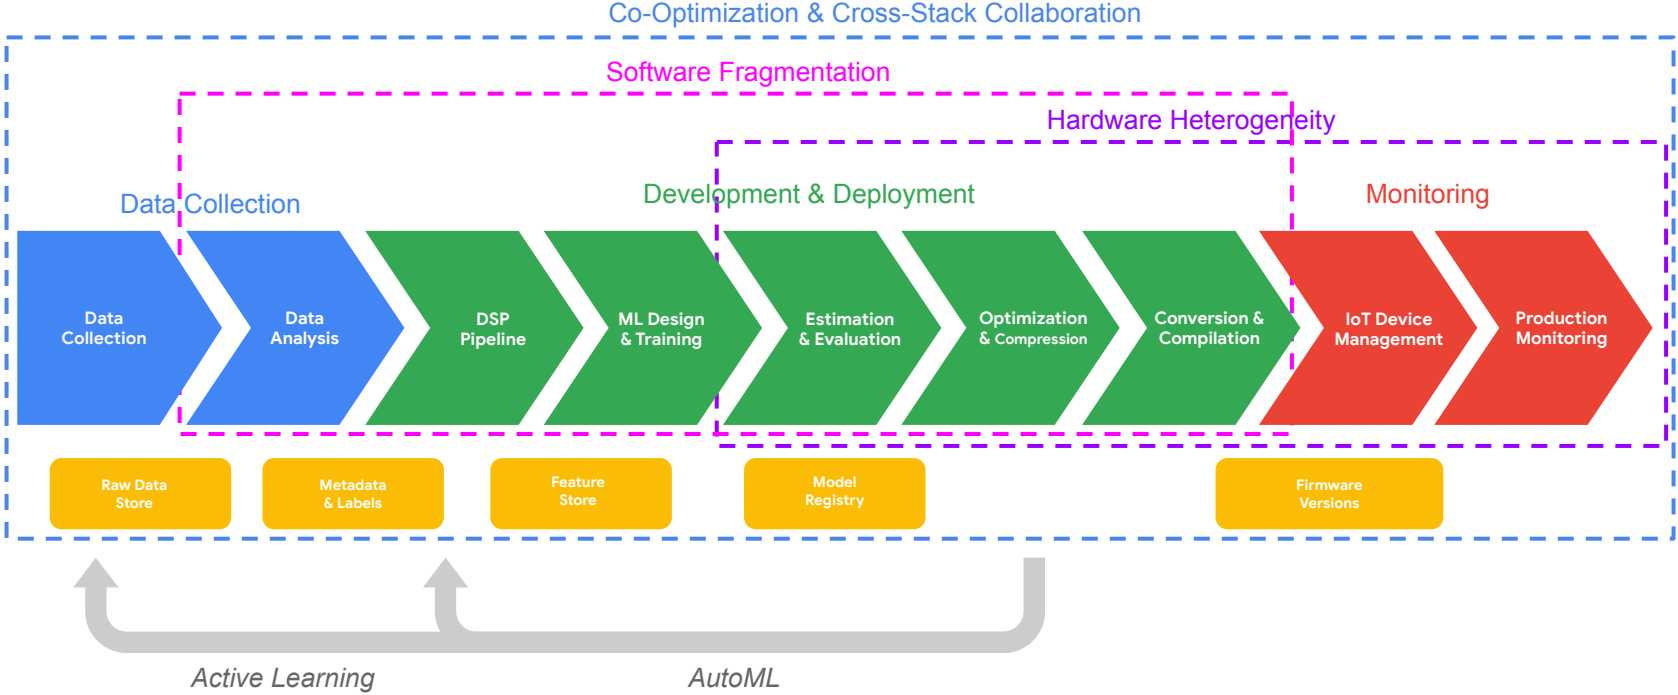 Co-Optimization & Cross-Stack Collaboration
Software Fragmentation
Hardware Heterogeneity
Data Collection
Development & Deployment
Monitoring
Data
Collection
Data
Analysis
DSP
Pipeline
ML Design
& Training
Estimation
& Evaluation
Optimization
& Compression
Conversion &
Compilation
IoT Device
Management
Production
Monitoring
Raw Data
Store
Metadata
& Labels
Feature
Store
Model
Registry
Firmware
Versions
Active Learning
AutoML